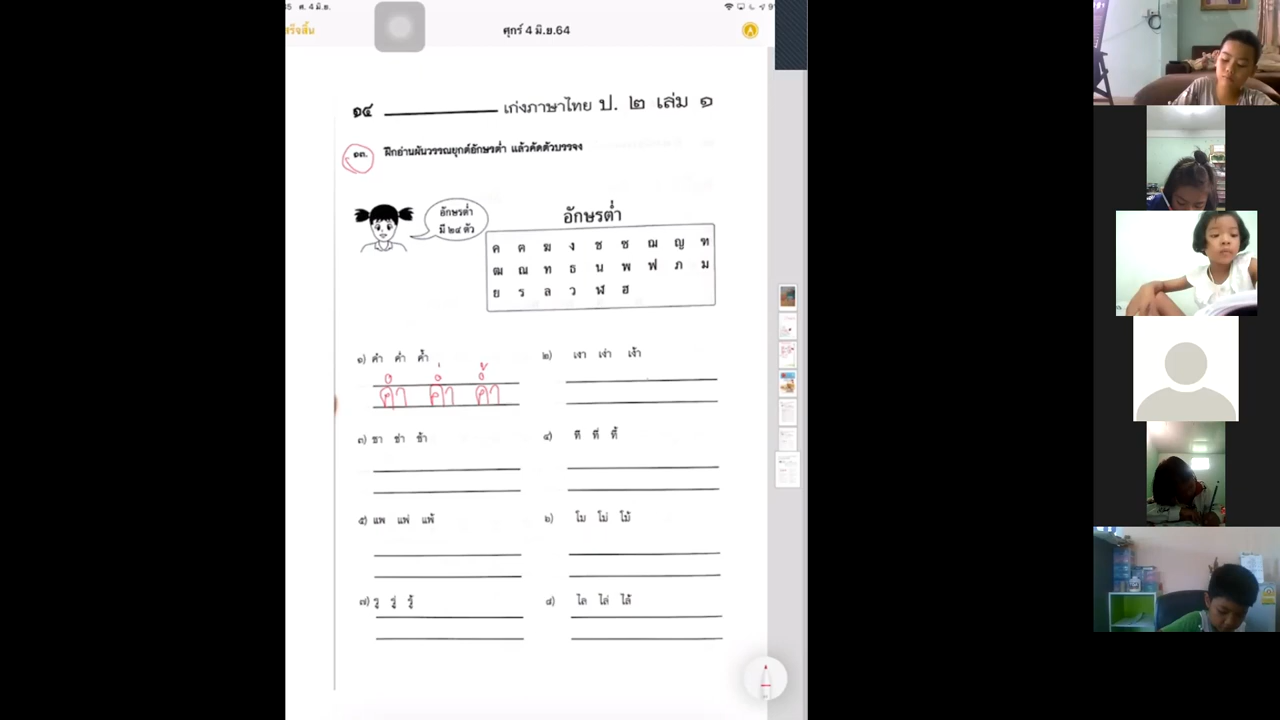 ศ. 4 มิ.ย.
ร็จสิ้น
ศุกร์ 4 มิ.ย.64
๑๔ เก่งภาษาไทย ป. ๒ เล่ม ๑
๑๓. ฝึกอ่านผันวรรณยุกต์อักษรต่ำ แล้วคัดตัวบรรจง
อักษรต่ำ
มี ๒๔ ตัว
อักษรต่ำ
ค ฅ ฆ ง ช ซ ฌ ญ ฑ
ฒ ณ ท ธ น พ ฟ ภ ม
ย ร ล ว ฬ ฮ
๑) คำ ค่ำ ค้ำ
คำ ค่ำ ค้ำ
๒) เงา เง่า เง้า
๓) ชา ช่า ช้า
๔) ที ที่ ที้
๕) แพ แพ่ แพ้
๖) โม โม่ โม้
๗) รู รู่ รู้
๘) ไล ไล่ ไล้